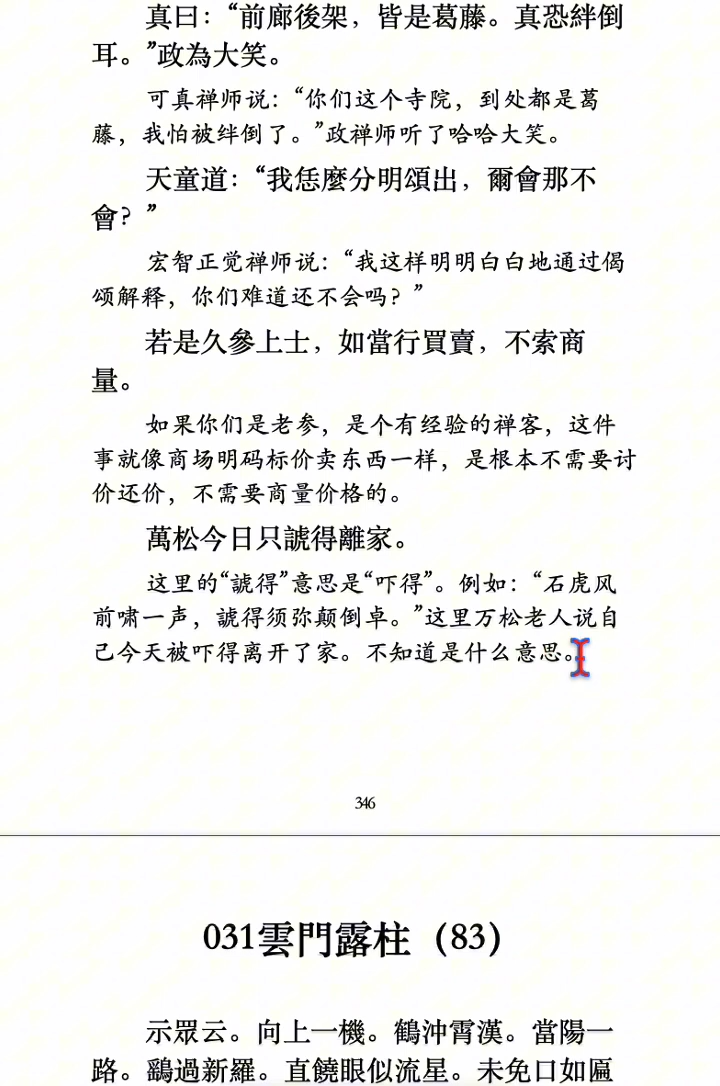 真曰：“前廊後架，皆是葛藤。真恐絆倒
耳。”政為大笑。
可真禅师说：“你们这个寺院，到处都是葛
藤，我怕被绊倒了。”政禅师听了哈哈大笑。
天童道：“我恁麼分明頌出，爾會那不
會？”
宏智正觉禅师说：“我这样明明白白地通过偈
颂解释，你们难道还不会吗？”
若是久參上士，如當行買賣，不索商
量。
如果你们是老参，是个有经验的禅客，这件
事就像商场明码标价卖东西一样，是根本不需要讨
价还价，不需要商量价格的。
萬松今日只諕得離家。
这里的“諕得”意思是“吓得”。例如：“石虎风
前啸一声，諕得须弥颠倒卓。”这里万松老人说自
己今天被吓得离开了家。不知道是什么意思。
346
031雲門露柱（83）
示眾云。向上一機。鶴沖霄漢。當陽一
路。鷂過新羅。直饒眼似流星。未免口如匾